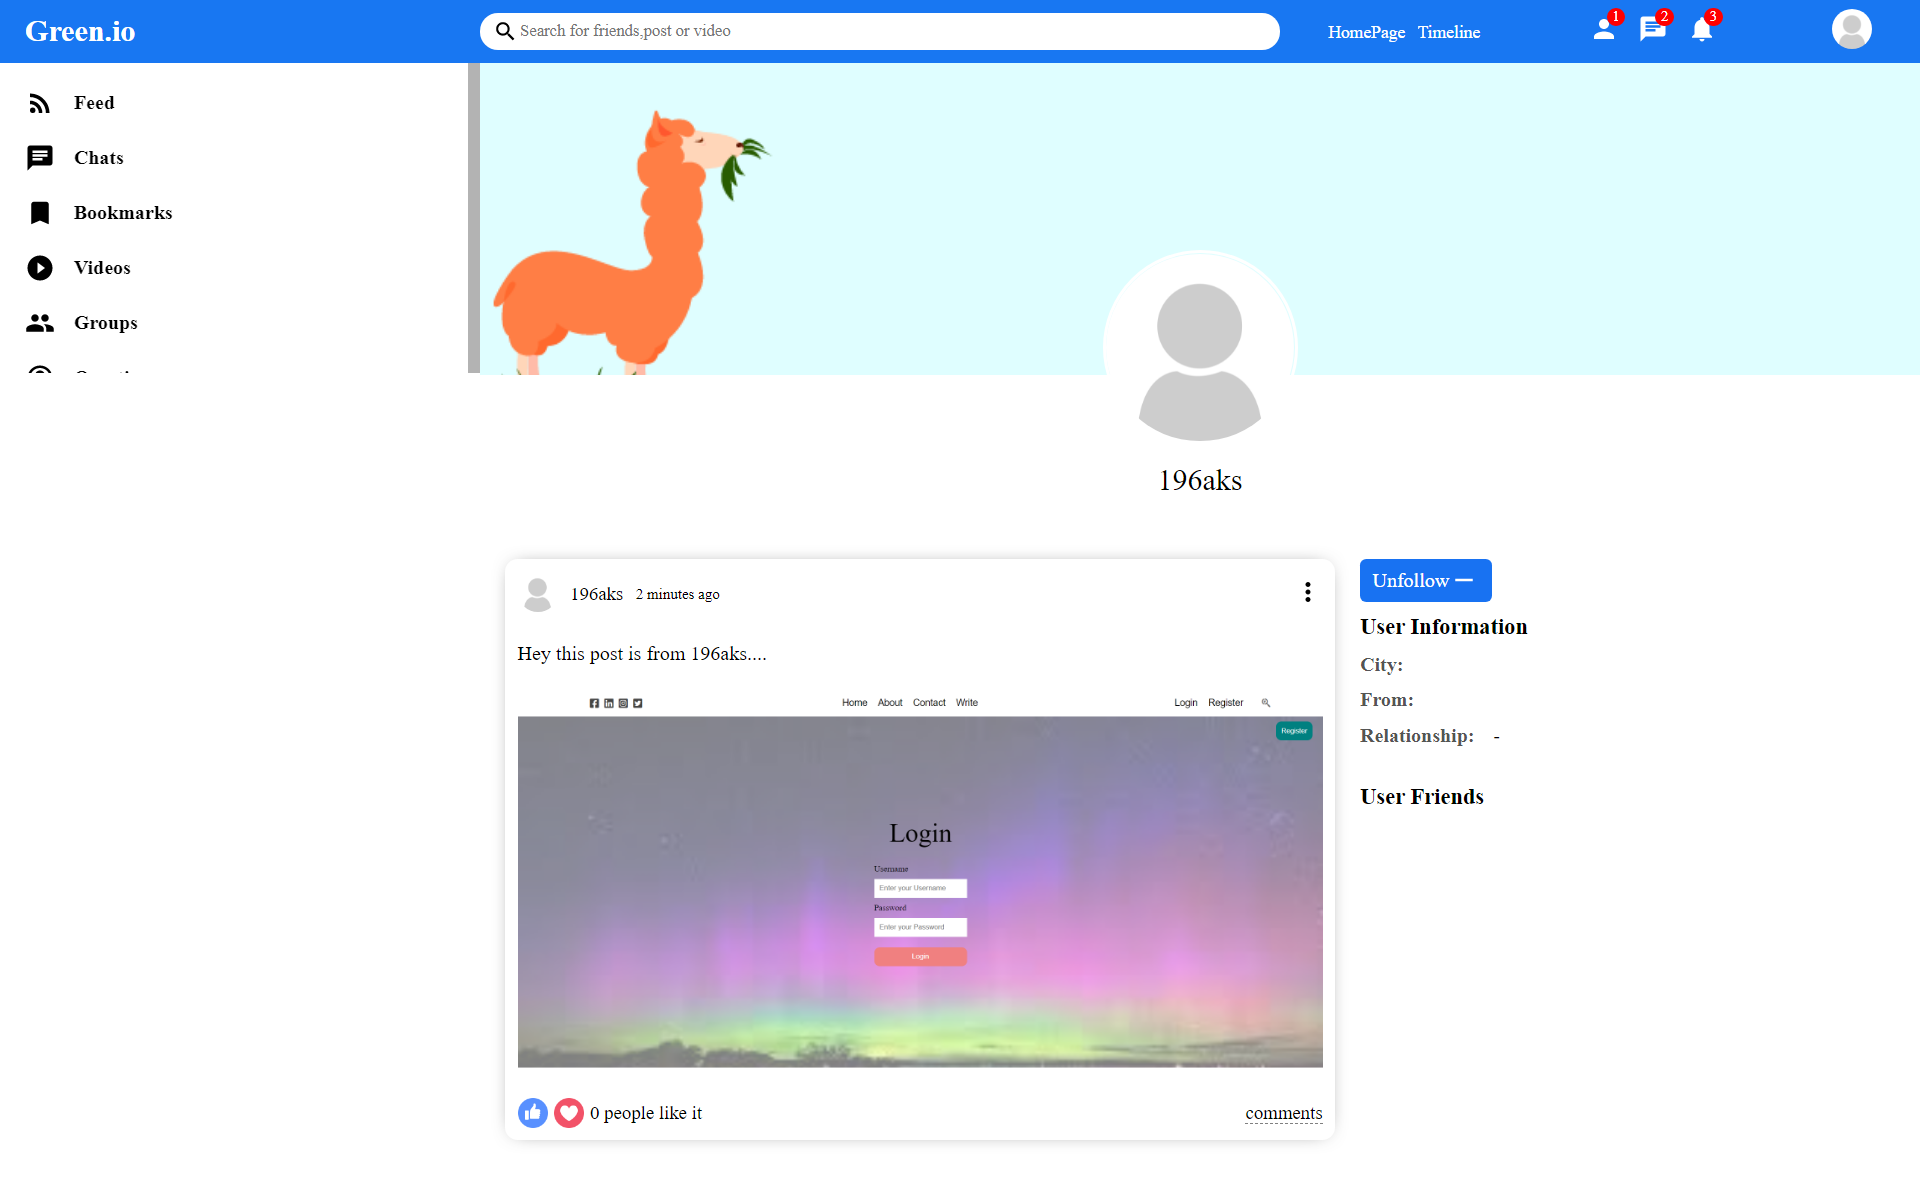 Green.io
Search for friends,post or video
HomePage Timeline
1
2
3
Feed
Chats
Bookmarks
Videos
Groups
196aks
196aks 2 minutes ago
Hey this post is from 196aks....
Home About Contact Write
Login Register
Register
Login
Username
Enter your Username
Password
Enter your Password
Login
0 people like it
comments
Unfollow
User Information
City:
From:
Relationship: -
User Friends